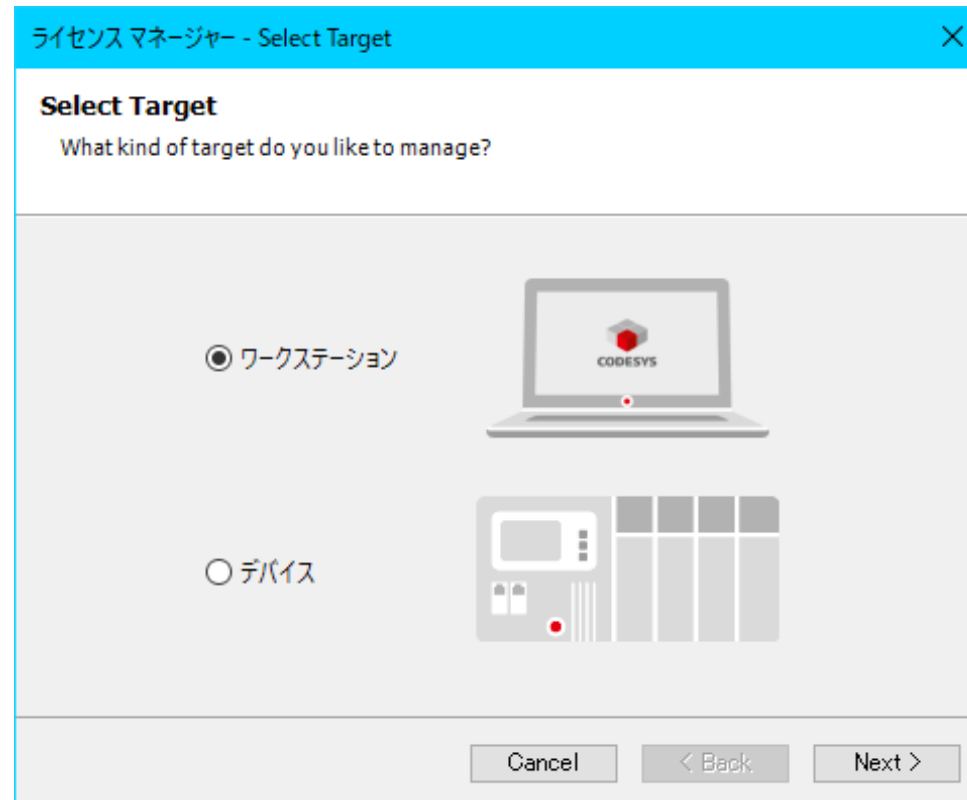 ライセンス マネージャー - Select Target
Select Target
What kind of target do you like to manage?
ワークステーション
CODESYS
デバイス
Cancel
< Back
Next >